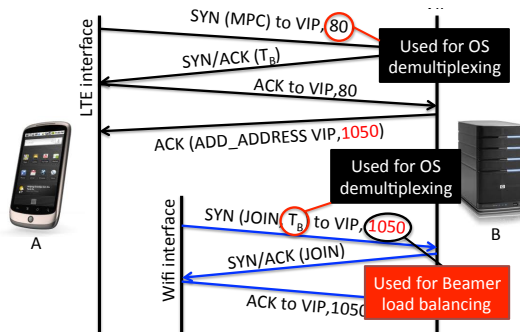 SYN (MPC) to VIP,80
Used for OS
demultiplexing
SYN/ACK (TB)
LTE interface
ACK to VIP,80
ACK (ADD_ADDRESS VIP,1050)
Used for OS
demultiplexing
A
B
SYN (JOIN, TB) to VIP,1050
Wifi interface
SYN/ACK (JOIN)
Used for Beamer
load balancing
ACK to VIP,1050